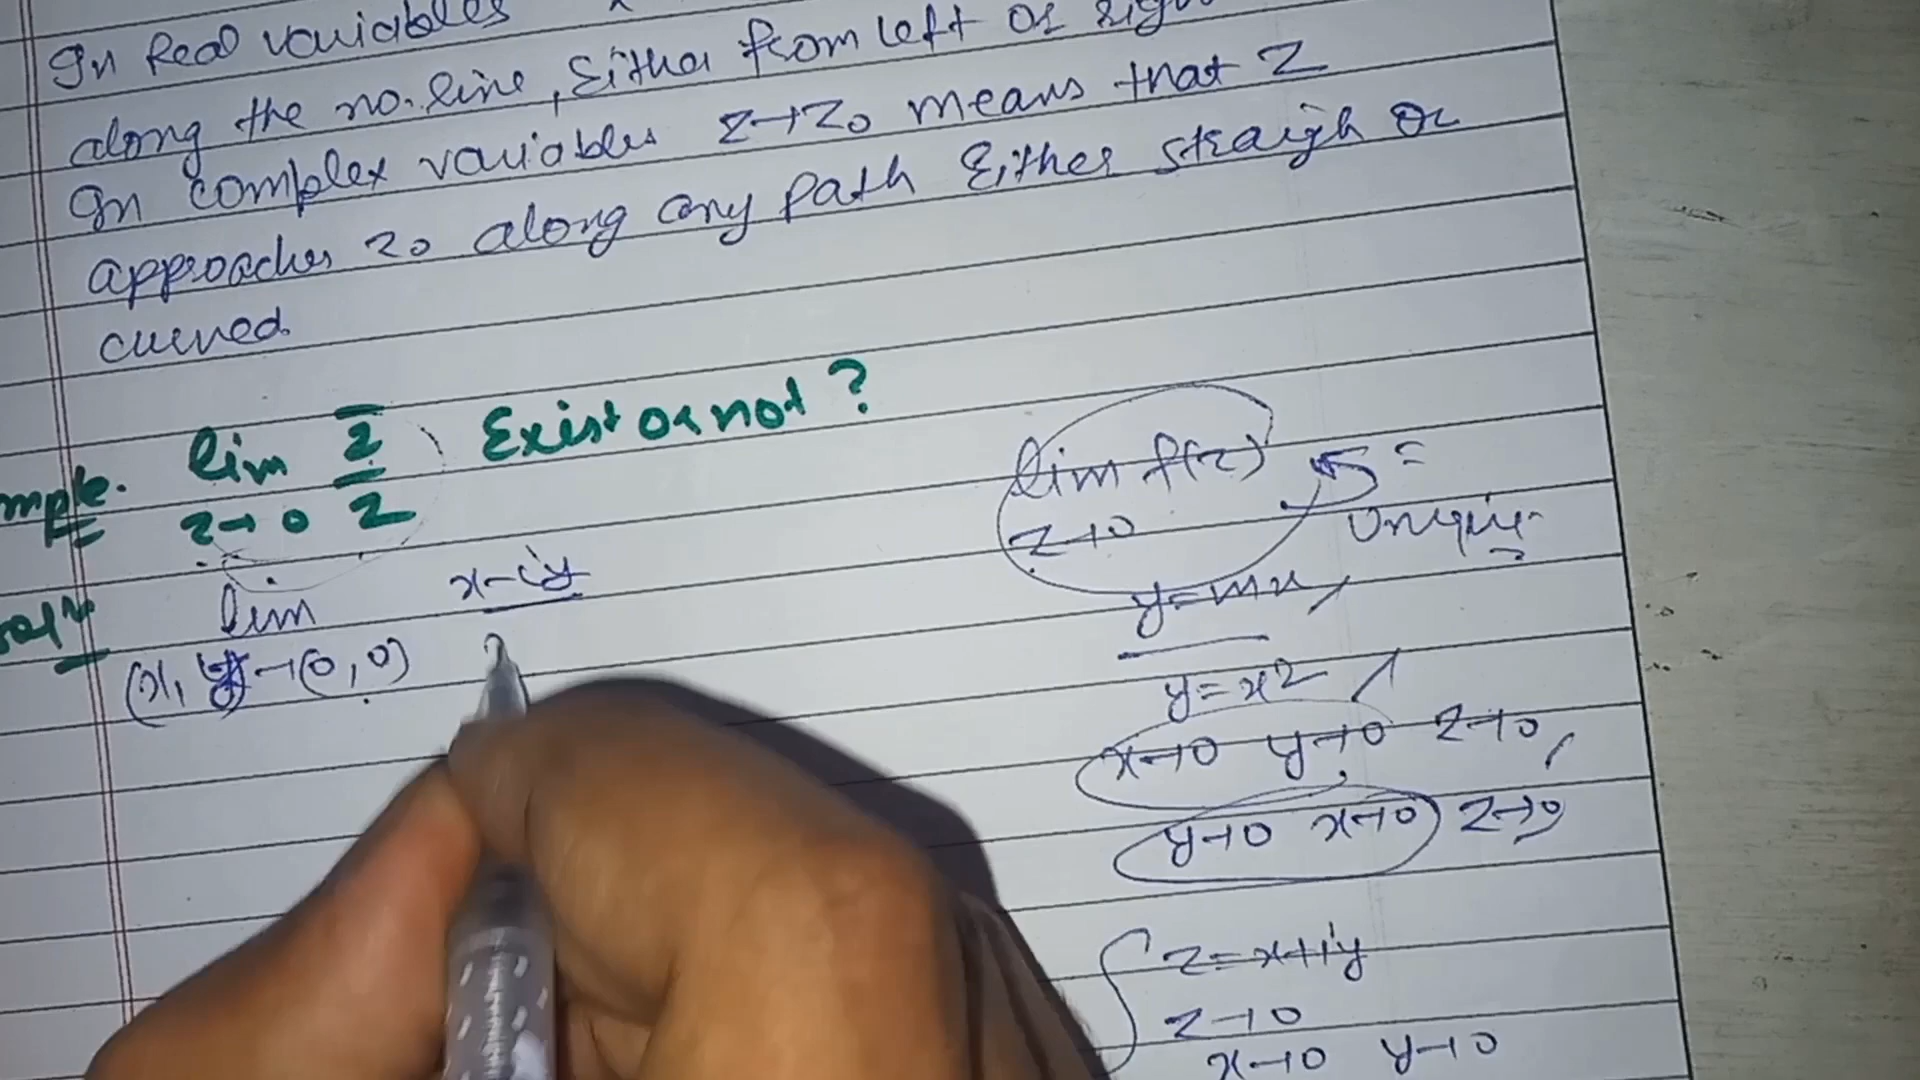 In Real variables
along the no. line, Either from left or
In complex variables z→z₀ means that z
approaches z₀ along any path Either straigh or
curved.
mple. lim z̄/z Exist or not?
z→0
lim x-iy
(x, y)→(0,0)
lim f(z) =
z→0
y=mx,
y=x²
x→0 y→0 z→0,
y→0 x→0 z→0
z=x+iy
z→0
x→0 y→0